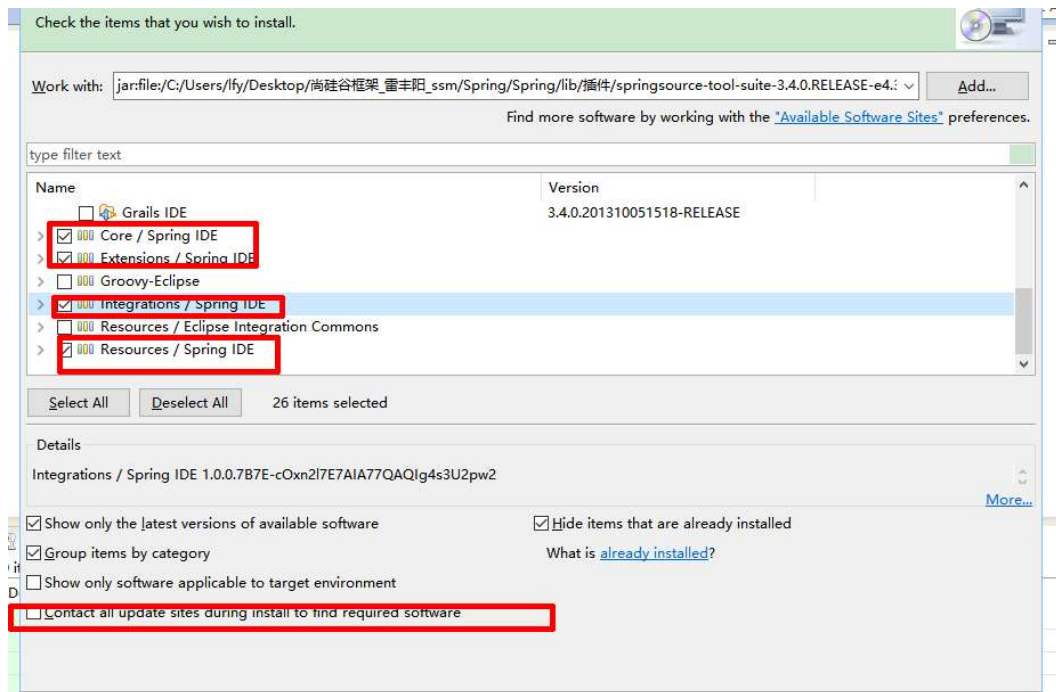 Check the items that you wish to install.
Work with: jar:file:/C:/Users/lfy/Desktop/尚硅谷框架_雷丰阳_ssm/Spring/Spring/lib/插件/springsource-tool-suite-3.4.0.RELEASE-e4.: Add...
Find more software by working with the "Available Software Sites" preferences.
type filter text
Name Version
Grails IDE 3.4.0.201310051518-RELEASE
Core / Spring IDE
Extensions / Spring IDE
Groovy-Eclipse
Integrations / Spring IDE
Resources / Eclipse Integration Commons
Resources / Spring IDE
Select All Deselect All 26 items selected
Details
Integrations / Spring IDE 1.0.0.7B7E-cOxn2l7E7AIA77QAQIg4s3U2pw2
More...
Show only the latest versions of available software Hide items that are already installed
Group items by category What is already installed?
Show only software applicable to target environment
Contact all update sites during install to find required software